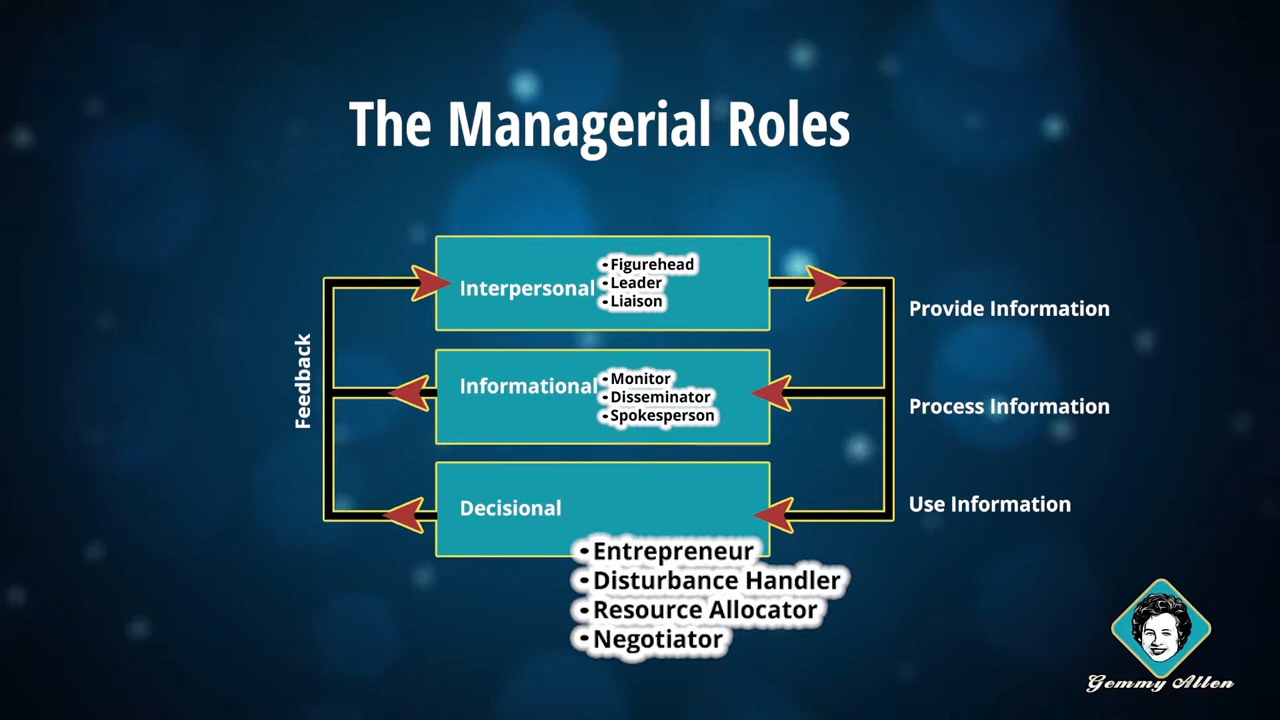 The Managerial Roles
Interpersonal
• Figurehead
• Leader
• Liaison
Provide Information
Feedback
Informational
• Monitor
• Disseminator
• Spokesperson
Process Information
Decisional
Use Information
• Entrepreneur
• Disturbance Handler
• Resource Allocator
• Negotiator
Gemmy Allen